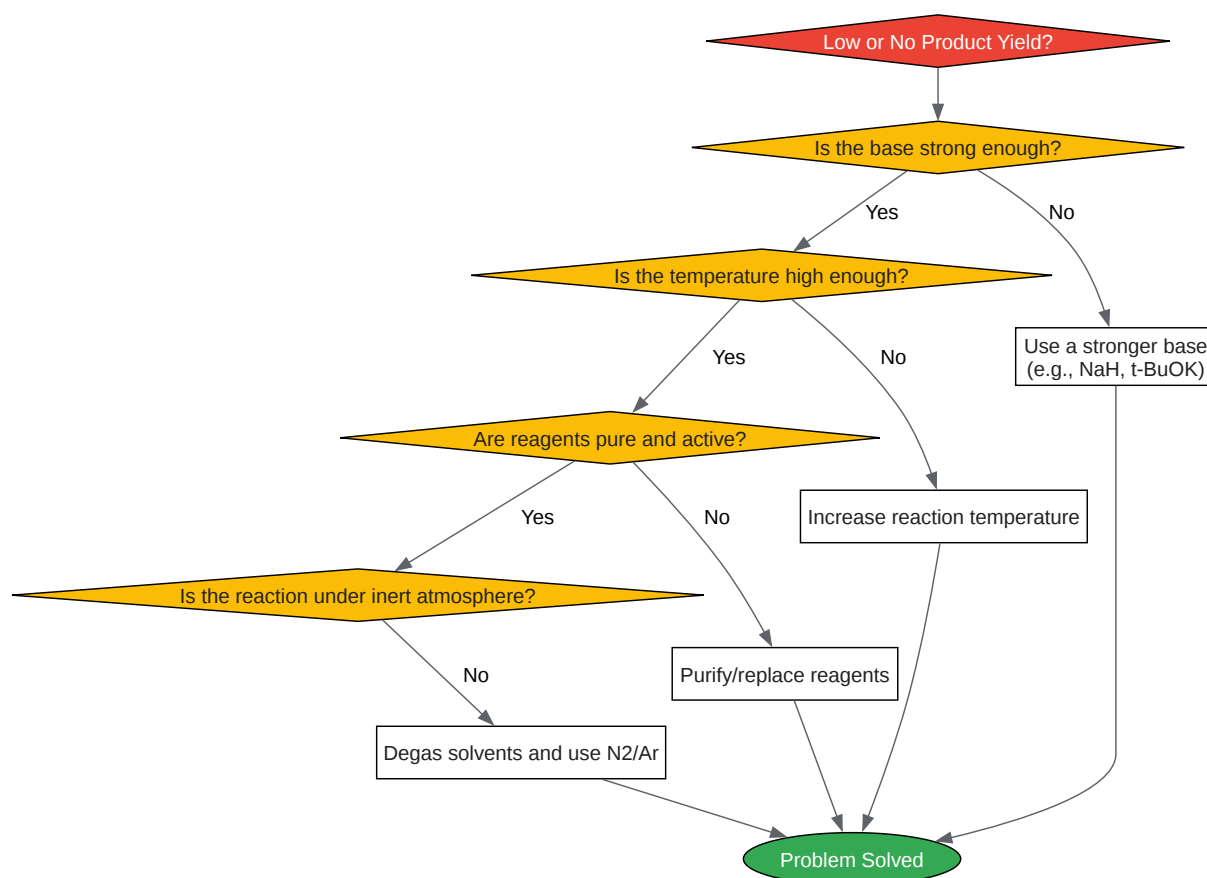 Low or No Product Yield?
Is the base strong enough?
Yes
No
Is the temperature high enough?
Use a stronger base
(e.g., NaH, t-BuOK)
Yes
No
Are reagents pure and active?
Increase reaction temperature
Yes
No
Is the reaction under inert atmosphere?
No
Purify/replace reagents
Degas solvents and use N2/Ar
Problem Solved